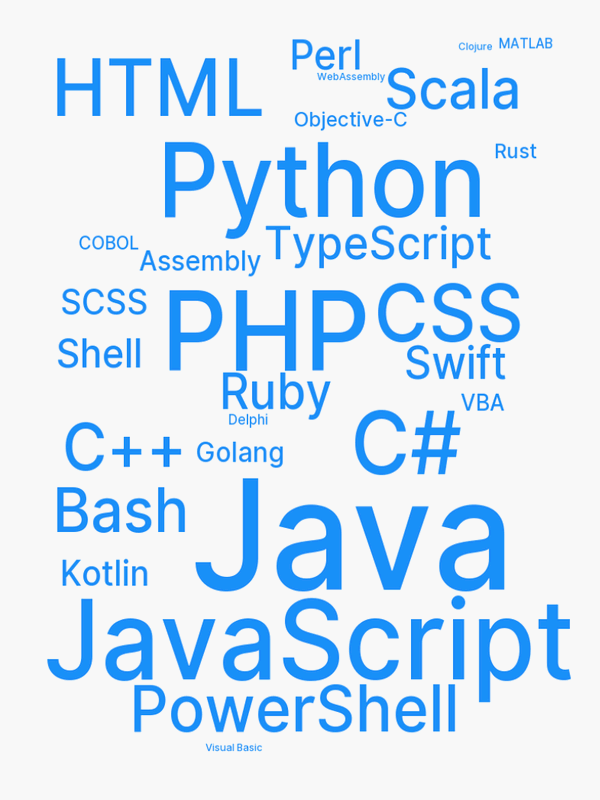 Perl
Clojure
MATLAB
HTML
WebAssembly
Scala
Objective-C
Python
Rust
COBOL
TypeScript
Assembly
SCSS
PHP
CSS
Shell
Swift
Ruby
VBA
Delphi
C++
Golang
C#
Bash
Java
Kotlin
JavaScript
PowerShell
Visual Basic